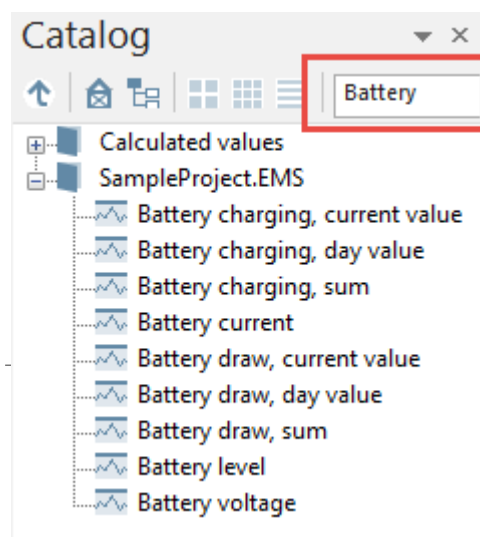 Catalog
Battery
Calculated values
SampleProject.EMS
Battery charging, current value
Battery charging, day value
Battery charging, sum
Battery current
Battery draw, current value
Battery draw, day value
Battery draw, sum
Battery level
Battery voltage